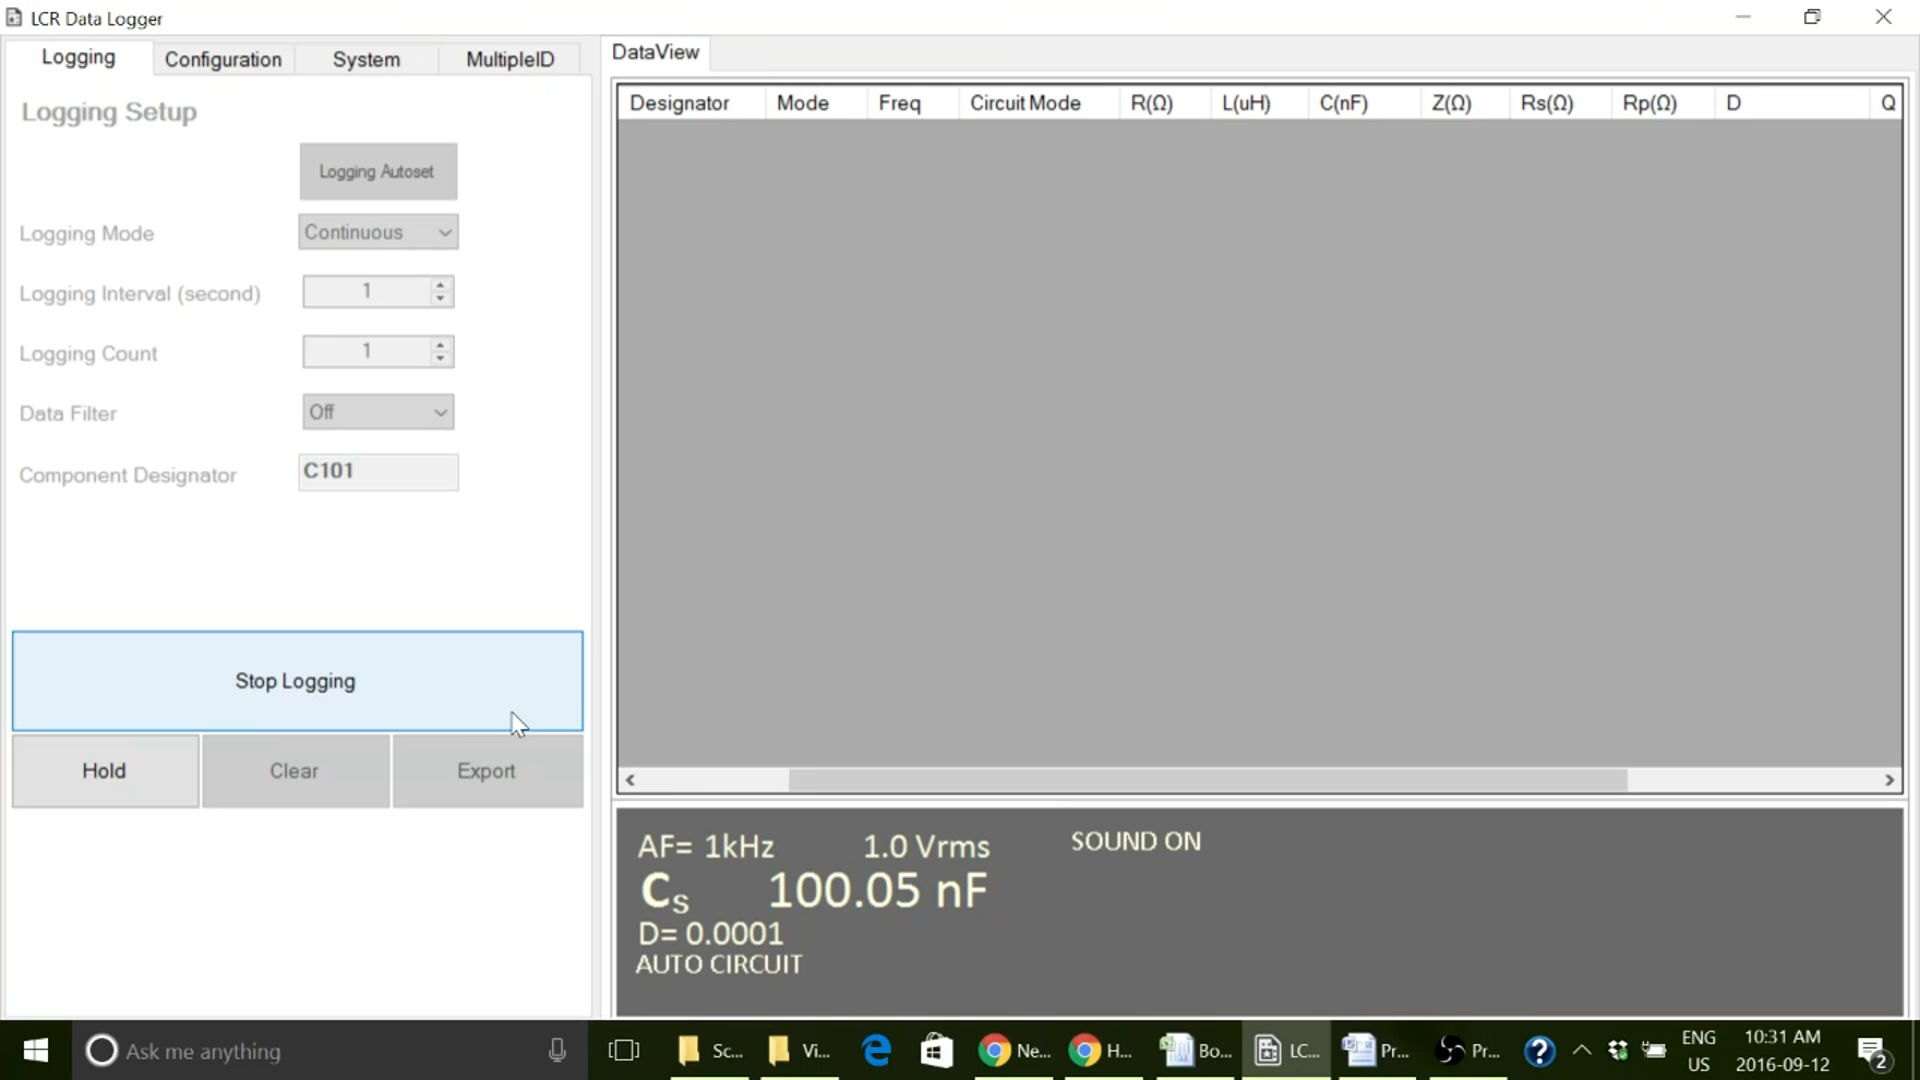 LCR Data Logger
Logging Configuration System MultipleID
Logging Setup
Logging Autoset
Logging Mode Continuous
Logging Interval (second) 1
Logging Count 1
Data Filter Off
Component Designator C101
Stop Logging
Hold Clear Export
DataView
Designator Mode Freq Circuit Mode R(Ω) L(uH) C(nF) Z(Ω) Rs(Ω) Rp(Ω) D Q
AF= 1kHz 1.0 Vrms SOUND ON
Cs 100.05 nF
D= 0.0001
AUTO CIRCUIT
Ask me anything Sc... Vi... Ne... H... Bo... LC... Pr... Pr... ENG US 10:31 AM 2016-09-12 2